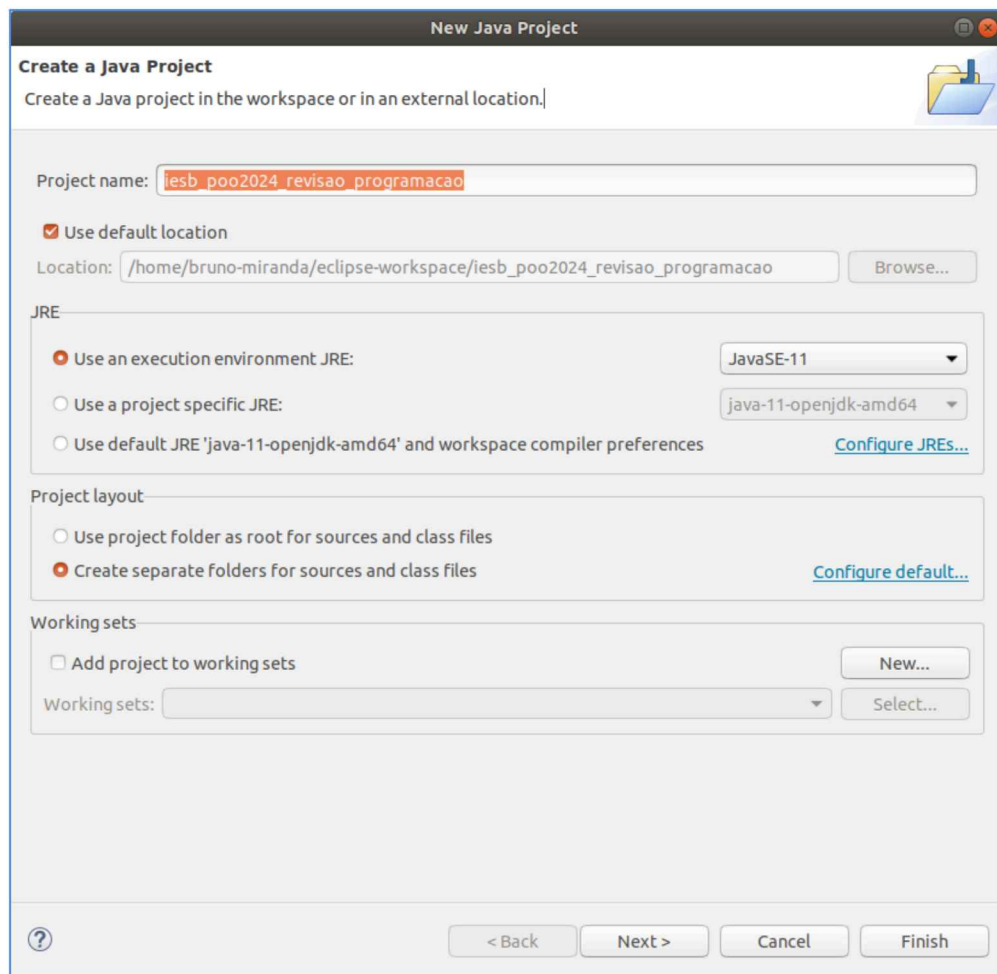 New Java Project
Create a Java Project
Create a Java project in the workspace or in an external location.
Project name: iesb_poo2024_revisao_programacao
Use default location
Location: /home/bruno-miranda/eclipse-workspace/iesb_poo2024_revisao_programacao Browse...
JRE
Use an execution environment JRE: JavaSE-11
Use a project specific JRE: java-11-openjdk-amd64
Use default JRE 'java-11-openjdk-amd64' and workspace compiler preferences Configure JREs...
Project layout
Use project folder as root for sources and class files
Create separate folders for sources and class files Configure default...
Working sets
Add project to working sets New...
Working sets: Select...
? < Back Next > Cancel Finish